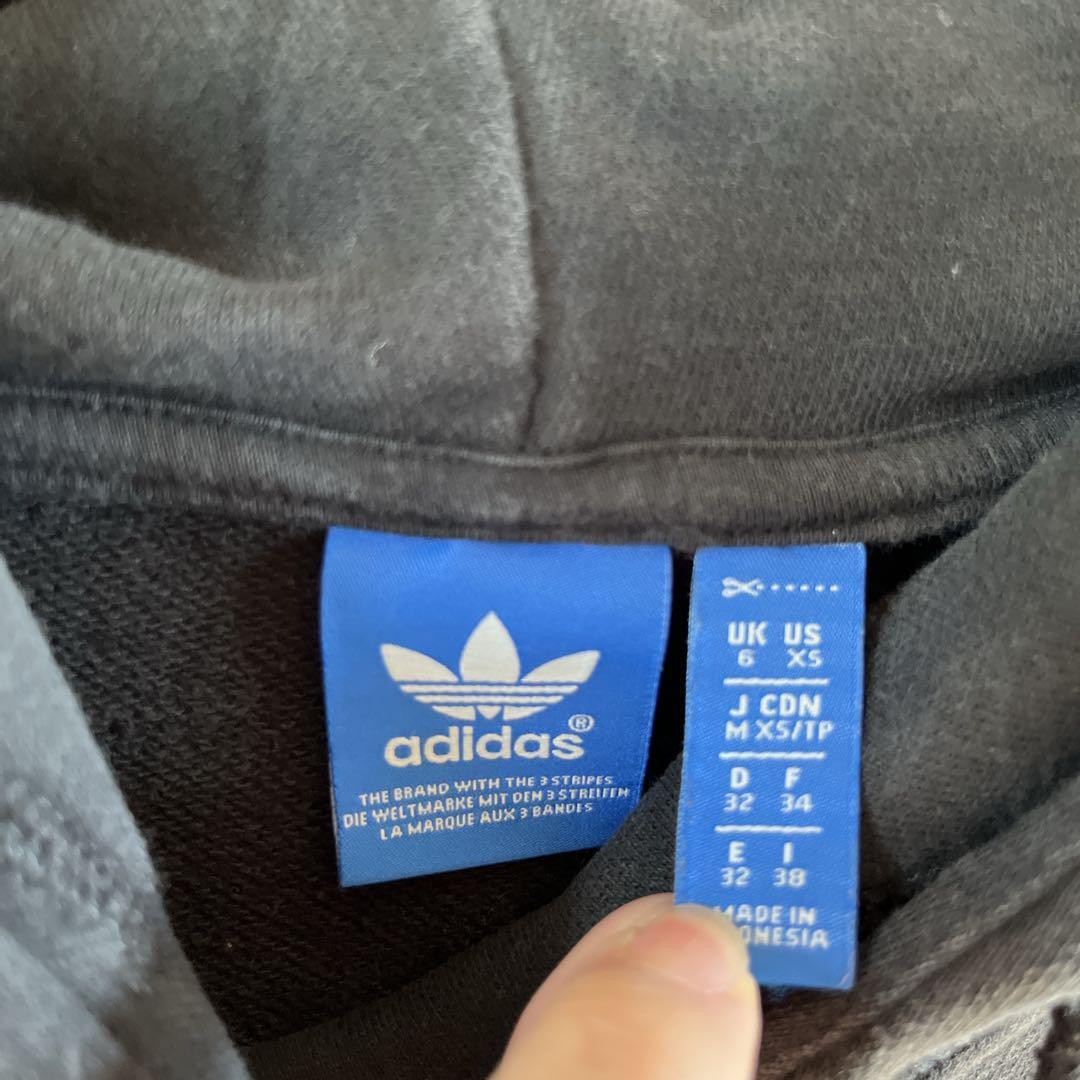 adidas®
THE BRAND WITH THE 3 STRIPES
DIE WELTMARKE MIT DEN 3 STREIFEN
LA MARQUE AUX 3 BANDES
UK US
6 XS
J CDN
M XS/TP
D F
32 34
E I
32 38
MADE IN
ONESIA